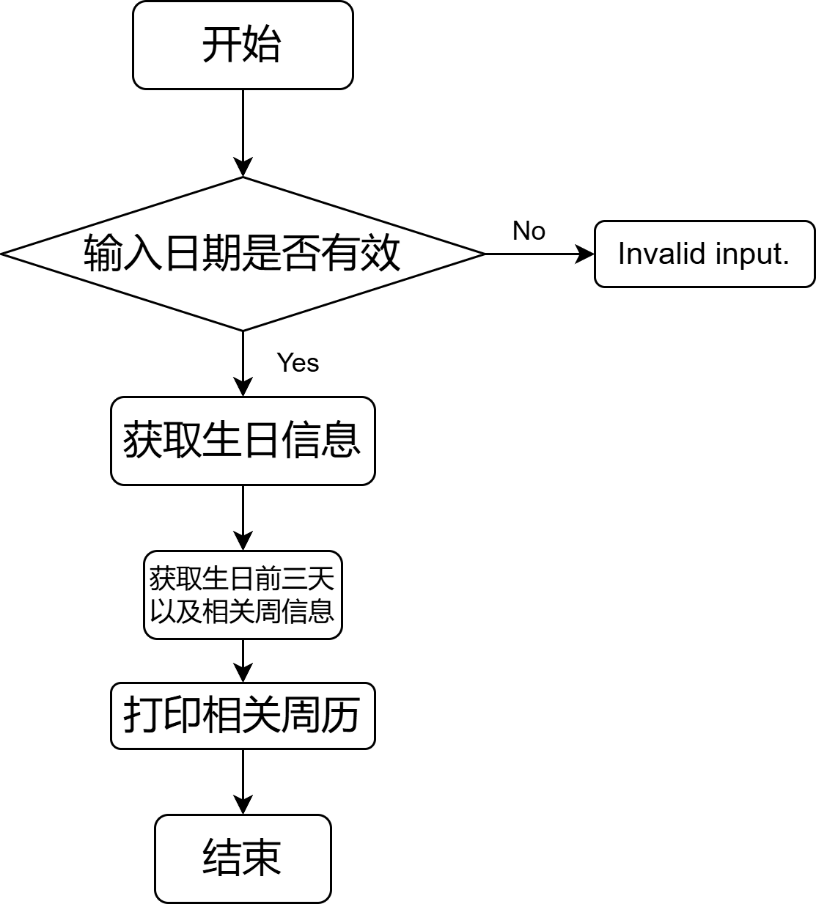 开始
输入日期是否有效
No
Invalid input.
Yes
获取生日信息
获取生日前三天
以及相关周信息
打印相关周历
结束